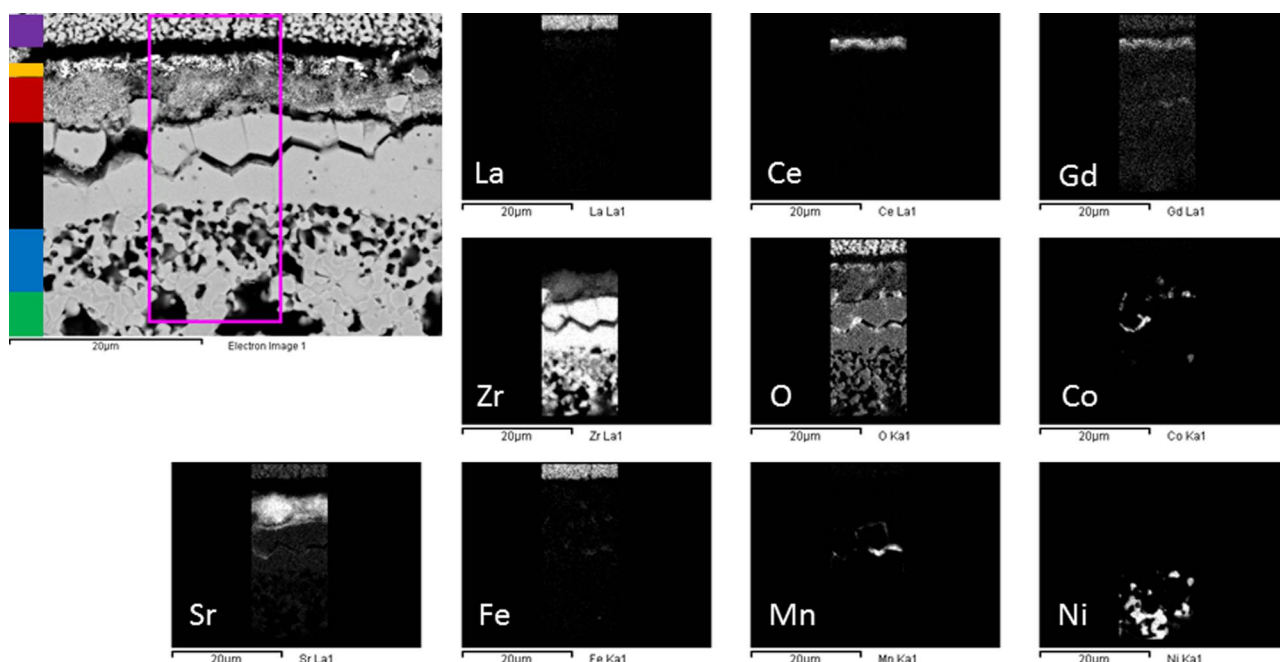 La
Ce
Gd
20µm
La La1
20µm
Ce La1
20µm
Gd La1
20µm
Electron Image 1
Zr
O
Co
20µm
Zr La1
20µm
O Ka1
20µm
Co Ka1
Sr
Fe
Mn
Ni
20µm
Sr La1
20µm
Fe Ka1
20µm
Mn Ka1
20µm
Ni Ka1